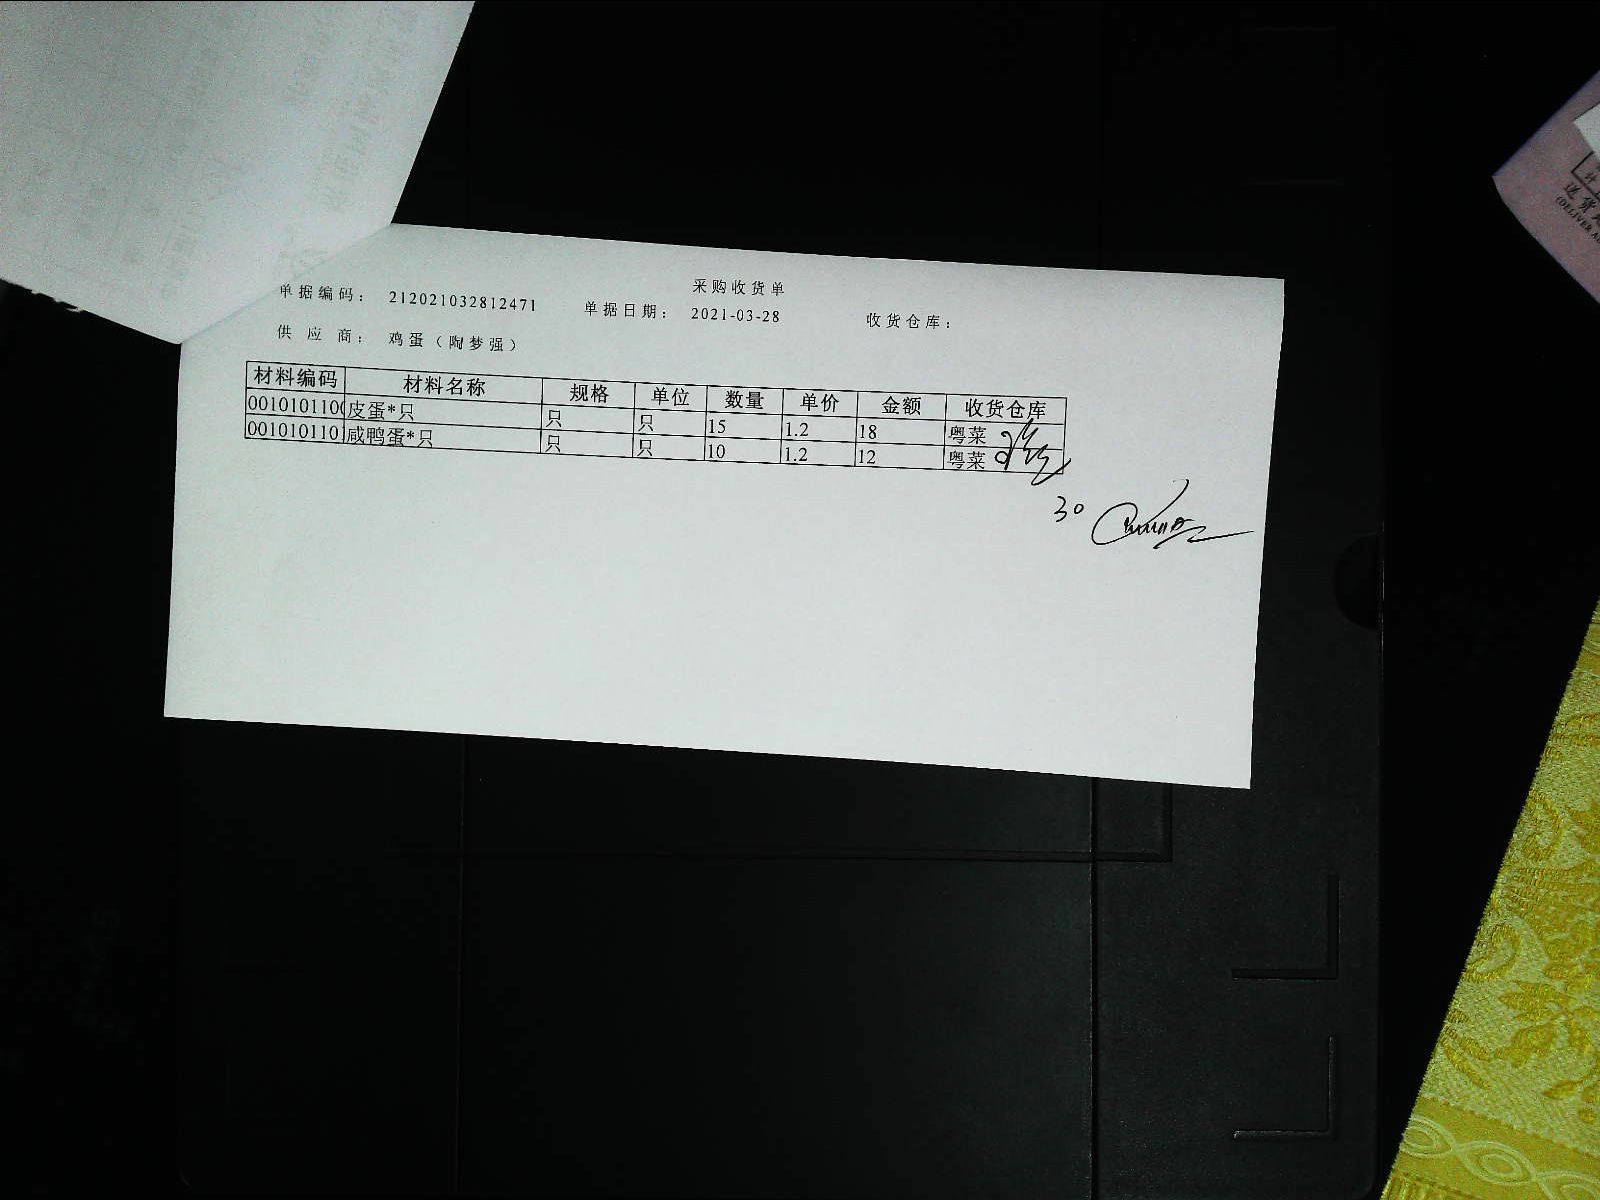 采购收货单
单据编码： 212021032812471 单据日期： 2021-03-28 收货仓库：
供应商： 鸡蛋（陶梦强）
材料编码 材料名称 规格 单位 数量 单价 金额 收货仓库
0010101100 皮蛋*只 只 只 15 1.2 18 粤菜
001010110 咸鸭蛋*只 只 只 10 1.2 12 粤菜
30
送货
(DELIVER